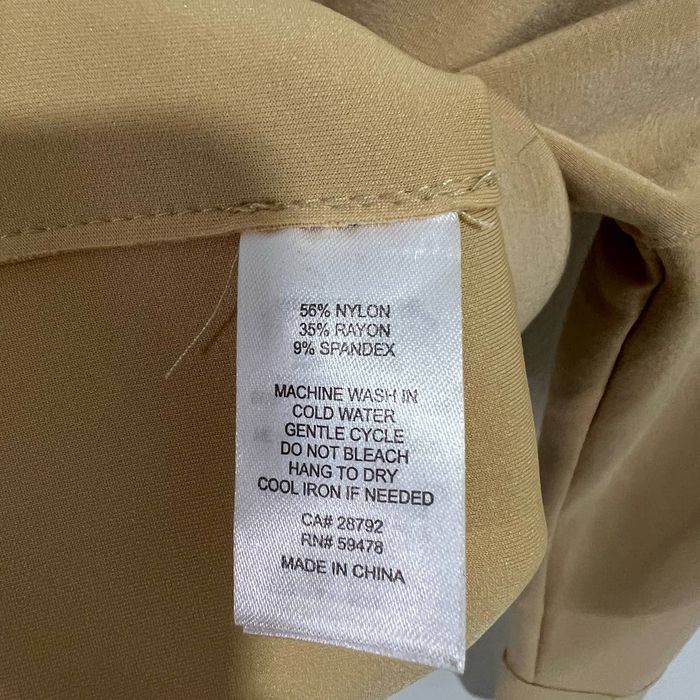 56% NYLON
35% RAYON
9% SPANDEX
MACHINE WASH IN
COLD WATER
GENTLE CYCLE
DO NOT BLEACH
HANG TO DRY
COOL IRON IF NEEDED
CA# 28792
RN# 59478
MADE IN CHINA